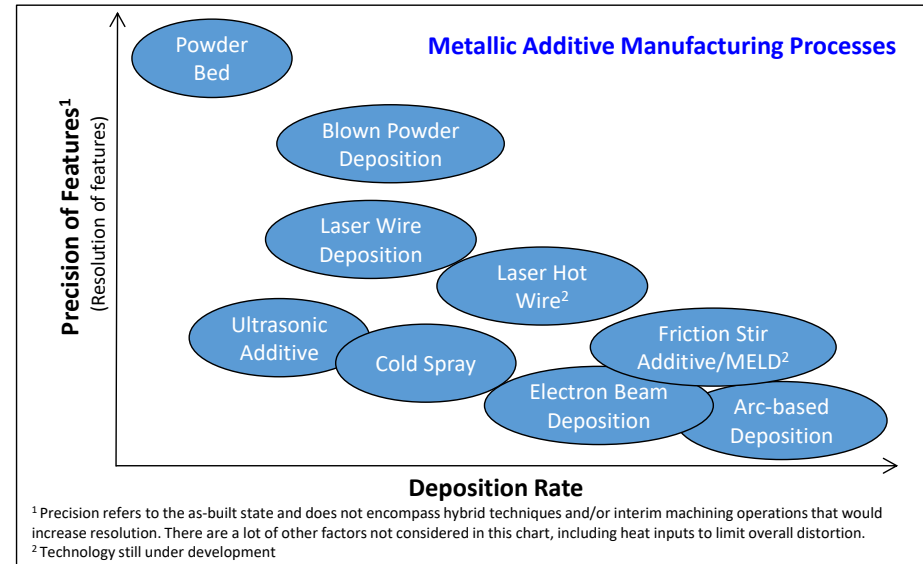 Metallic Additive Manufacturing Processes
Powder
Bed
Blown Powder
Deposition
Laser Wire
Deposition
Laser Hot
Wire²
Ultrasonic
Additive
Cold Spray
Friction Stir
Additive/MELD²
Electron Beam
Deposition
Arc-based
Deposition
Precision of Features¹
(Resolution of features)
Deposition Rate
¹ Precision refers to the as-built state and does not encompass hybrid techniques and/or interim machining operations that would
increase resolution. There are a lot of other factors not considered in this chart, including heat inputs to limit overall distortion.
² Technology still under development